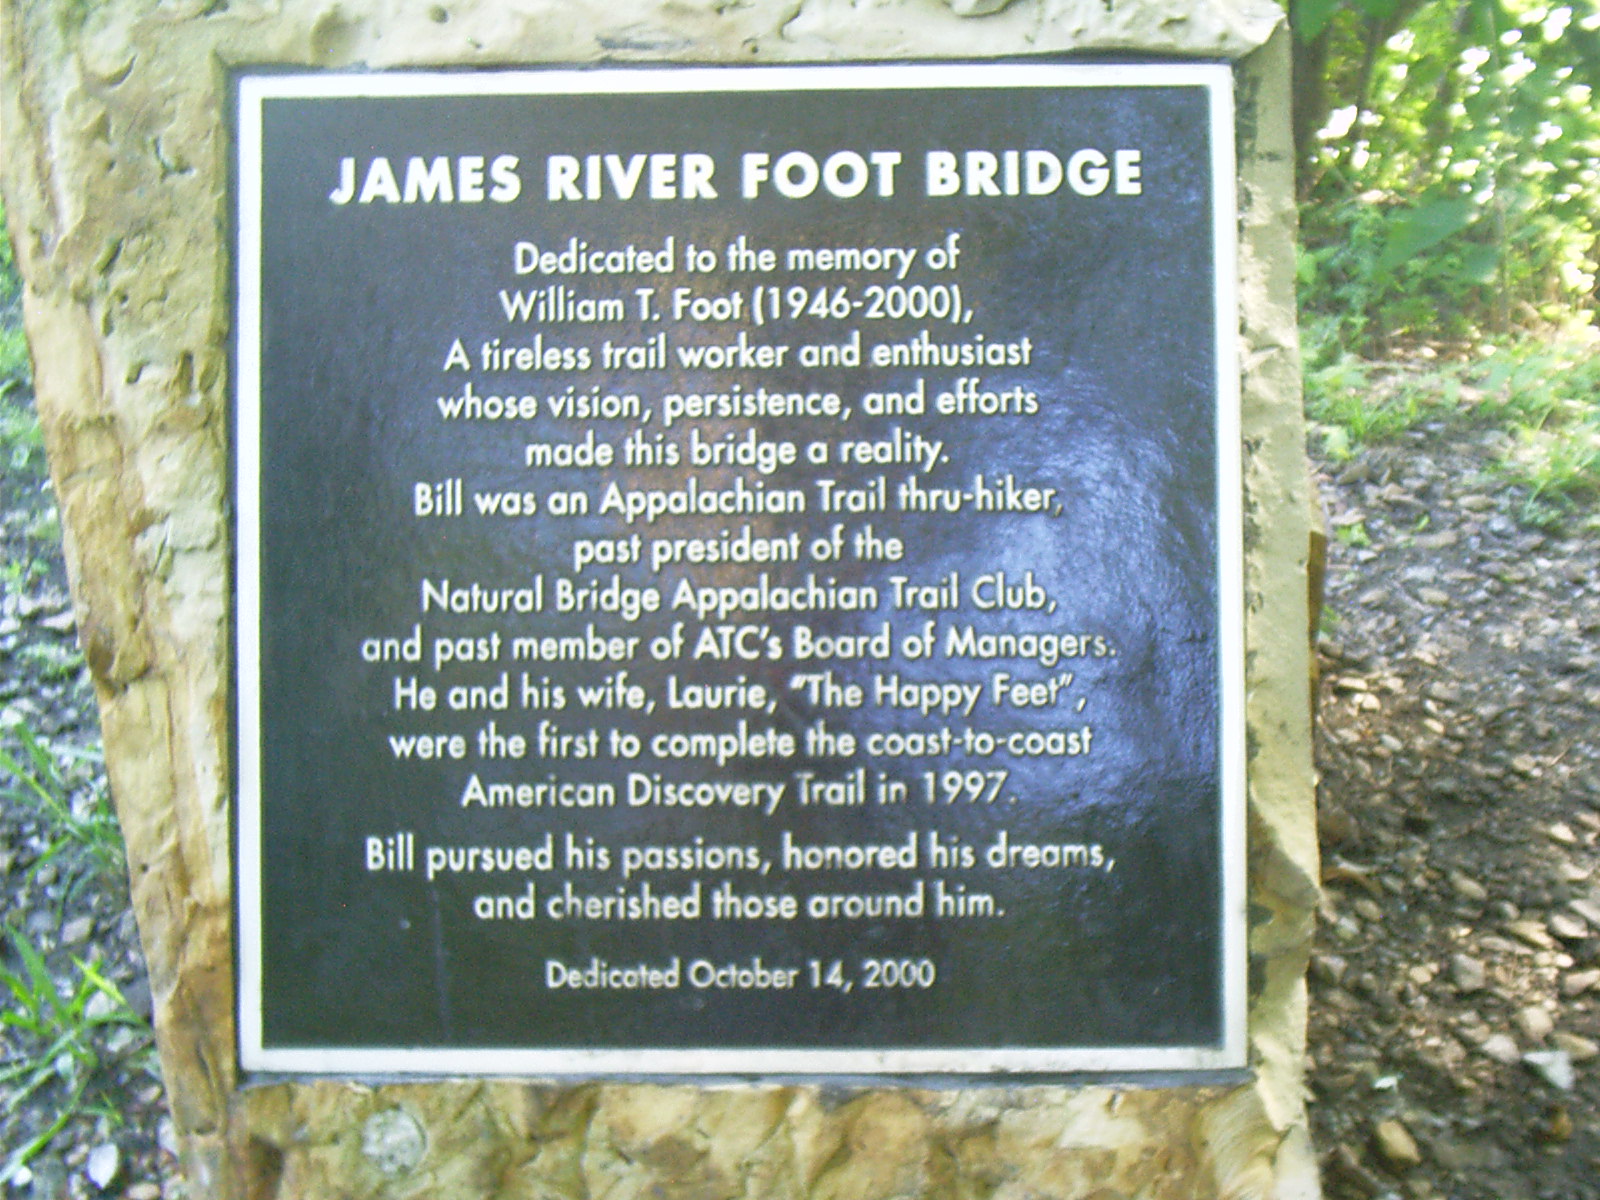 JAMES RIVER FOOT BRIDGE
Dedicated to the memory of
William T. Foot (1946-2000),
A tireless trail worker and enthusiast
whose vision, persistence, and efforts
made this bridge a reality.
Bill was an Appalachian Trail thru-hiker,
past president of the
Natural Bridge Appalachian Trail Club,
and past member of ATC's Board of Managers.
He and his wife, Laurie, "The Happy Feet",
were the first to complete the coast-to-coast
American Discovery Trail in 1997.
Bill pursued his passions, honored his dreams,
and cherished those around him.
Dedicated October 14, 2000